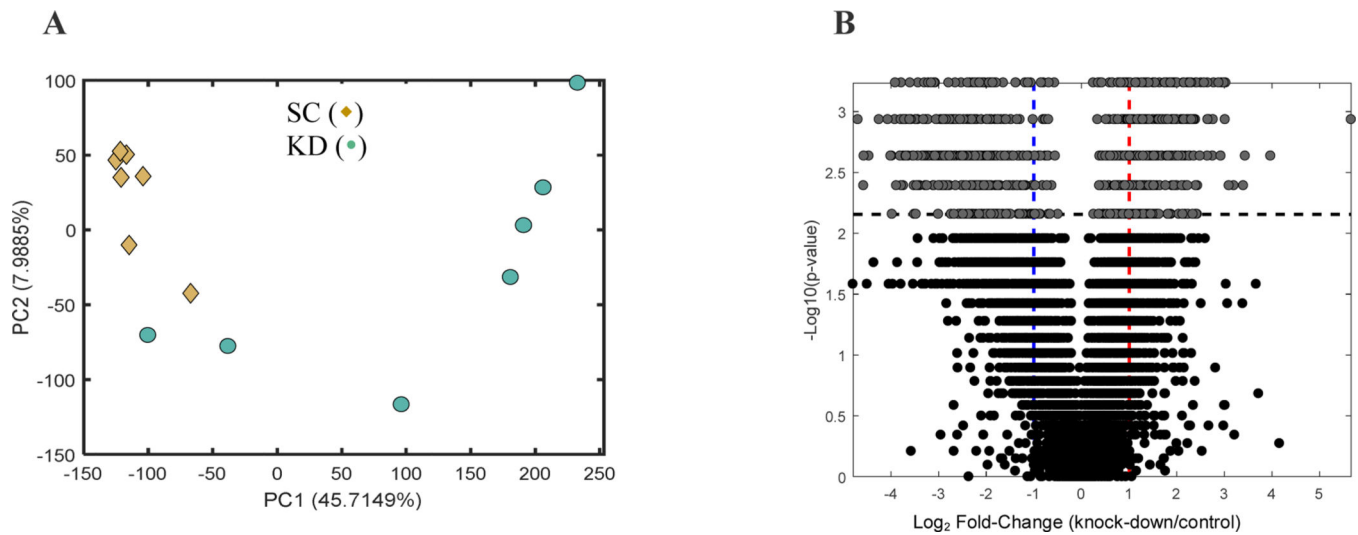 A
B
SC (♦)
KD (●)
100
50
0
-50
-100
-150
PC2 (7.9885%)
-150 -100 -50 0 50 100 150 200 250
PC1 (45.7149%)
3
2.5
2
1.5
1
0.5
0
-Log10(p-value)
-4 -3 -2 -1 0 1 2 3 4 5
Log₂ Fold-Change (knock-down/control)